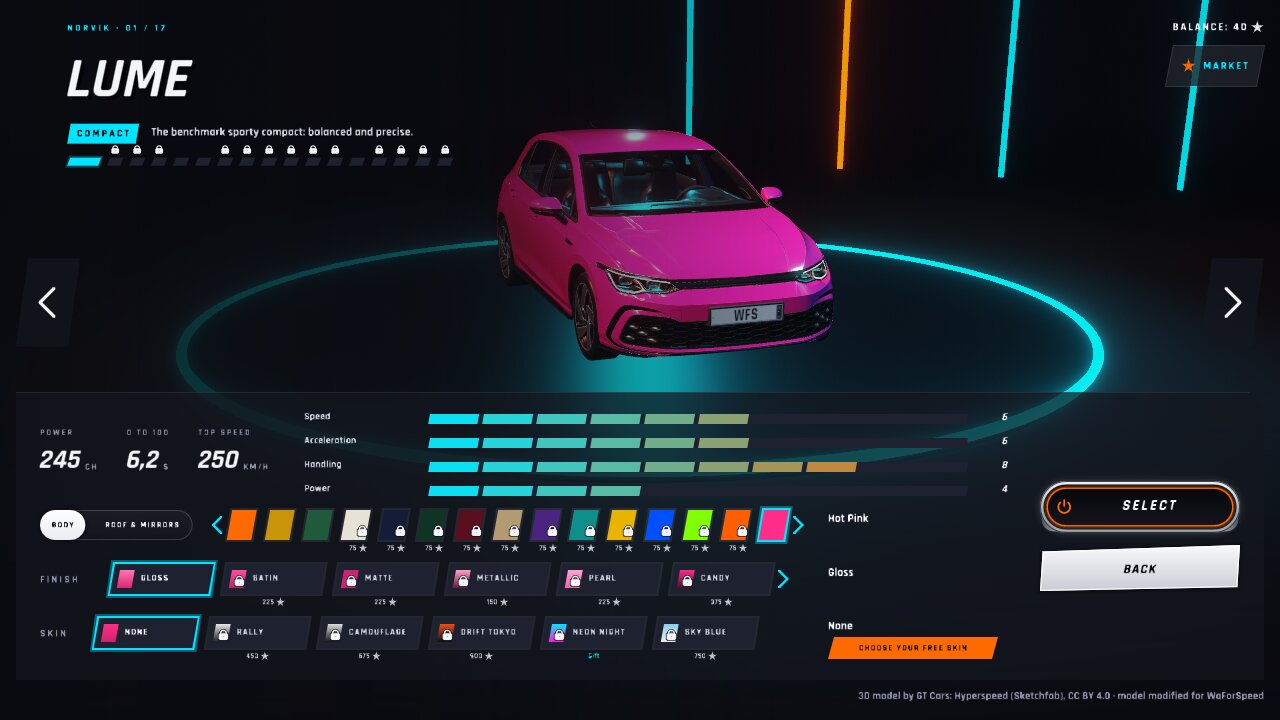 NORVIK · 01 / 17
BALANCE: 40 ★
MARKET
LUME
COMPACT
The benchmark sporty compact: balanced and precise.
WFS
POWER
245 CH
0 TO 100
6,2 S
TOP SPEED
250 KM/H
Speed 6
Acceleration 6
Handling 8
Power 4
BODY
ROOF & MIRRORS
75 ★ 75 ★ 75 ★ 75 ★ 75 ★ 75 ★ 75 ★ 75 ★ 75 ★ 75 ★ 75 ★
Hot Pink
SELECT
FINISH
GLOSS
SATIN
MATTE
METALLIC
PEARL
CANDY
225 ★ 225 ★ 150 ★ 225 ★ 375 ★
Gloss
BACK
SKIN
NONE
RALLY
CAMOUFLAGE
DRIFT TOKYO
NEON NIGHT
SKY BLUE
450 ★ 675 ★ 900 ★ Gift 750 ★
None
CHOOSE YOUR FREE SKIN
3D model by GT Cars: Hyperspeed (Sketchfab), CC BY 4.0 · model modified for WaForSpeed